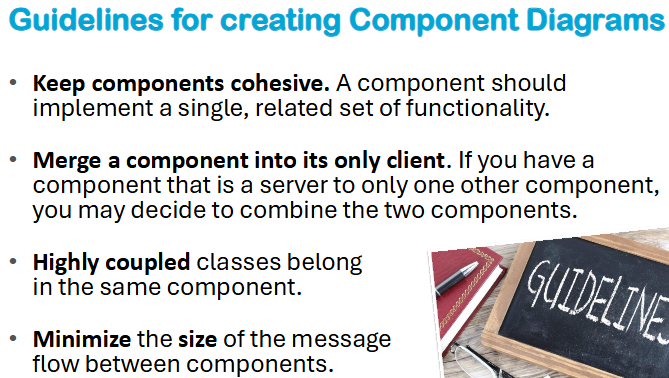 Guidelines for creating Component Diagrams
• Keep components cohesive. A component should
implement a single, related set of functionality.
• Merge a component into its only client. If you have a
component that is a server to only one other component,
you may decide to combine the two components.
• Highly coupled classes belong
in the same component.
• Minimize the size of the message
flow between components.
GUIDELINES